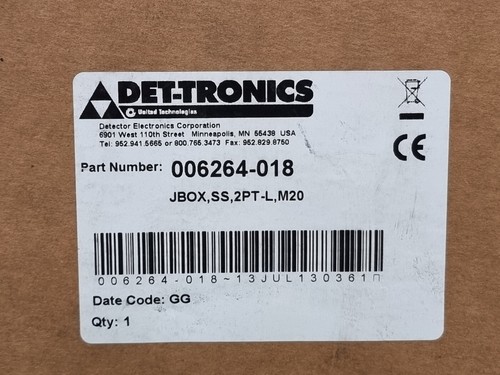 DET-TRONICS
United Technologies
Detector Electronics Corporation
6901 West 110th Street Minneapolis, MN 55438 USA
Tel: 952.941.5665 or 800.765.3473 Fax: 952.829.8750
Part Number: 006264-018
JBOX,SS,2PT-L,M20
006264-018~13JUL130361n
Date Code: GG
Qty: 1
CE